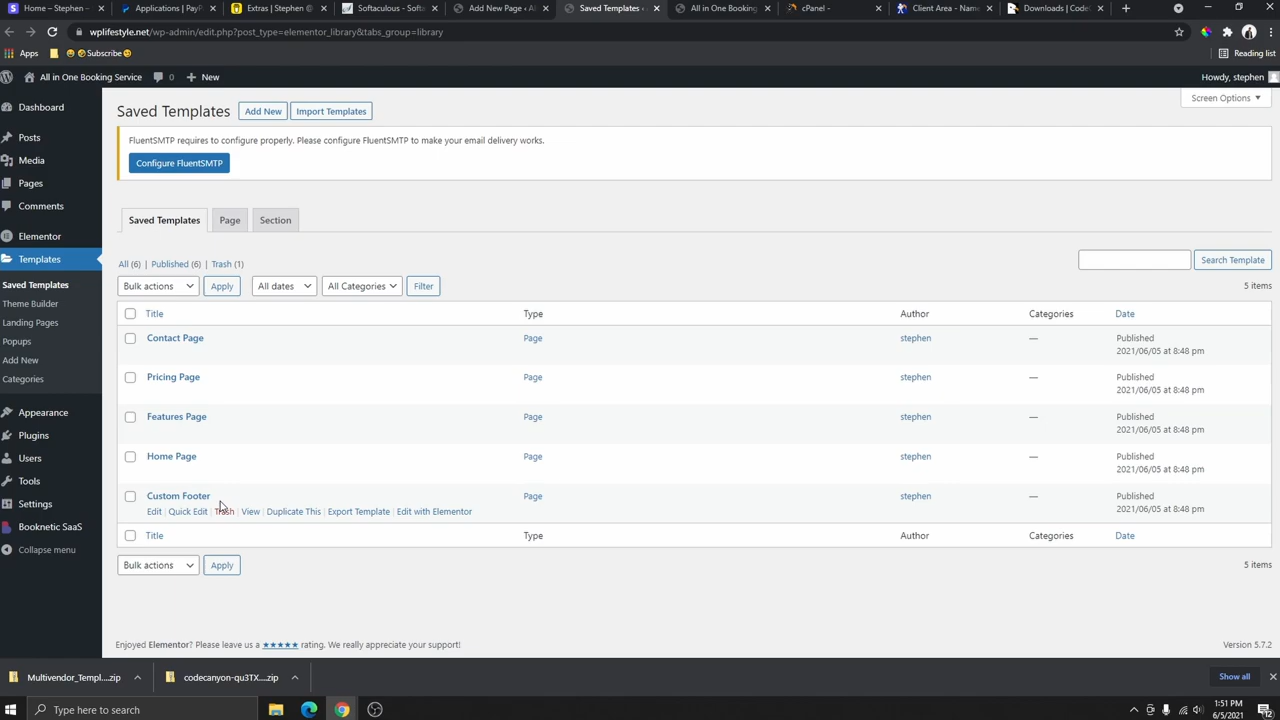 Home – Stephen –
Applications | PayP
Extras | Stephen @
Softaculous - Softa
Add New Page ‹ Al
Saved Templates ‹
All in One Booking
cPanel -
Client Area - Name
Downloads | Codel
wplifestyle.net/wp-admin/edit.php?post_type=elementor_library&tabs_group=library
Apps
Subscribe
Reading list
All in One Booking Service
0
New
Howdy, stephen
Dashboard
Posts
Media
Pages
Comments
Elementor
Templates
Saved Templates
Theme Builder
Landing Pages
Popups
Add New
Categories
Appearance
Plugins
Users
Tools
Settings
Booknetic SaaS
Collapse menu
Screen Options
Saved Templates
Add New
Import Templates
FluentSMTP requires to configure properly. Please configure FluentSMTP to make your email delivery works.
Configure FluentSMTP
Saved Templates
Page
Section
All (6) | Published (6) | Trash (1)
Search Template
Bulk actions
Apply
All dates
All Categories
Filter
5 items
Title
Type
Author
Categories
Date
Contact Page
Page
stephen
—
Published
2021/06/05 at 8:48 pm
Pricing Page
Page
stephen
—
Published
2021/06/05 at 8:48 pm
Features Page
Page
stephen
—
Published
2021/06/05 at 8:48 pm
Home Page
Page
stephen
—
Published
2021/06/05 at 8:48 pm
Custom Footer
Page
stephen
—
Published
2021/06/05 at 8:48 pm
Edit | Quick Edit | Trash | View | Duplicate This | Export Template | Edit with Elementor
Title
Type
Author
Categories
Date
Bulk actions
Apply
5 items
Enjoyed Elementor? Please leave us a ★★★★★ rating. We really appreciate your support!
Version 5.7.2
Multivendor_Templ....zip
codecanyon-qu3TX....zip
Show all
Type here to search
1:51 PM
6/5/2021